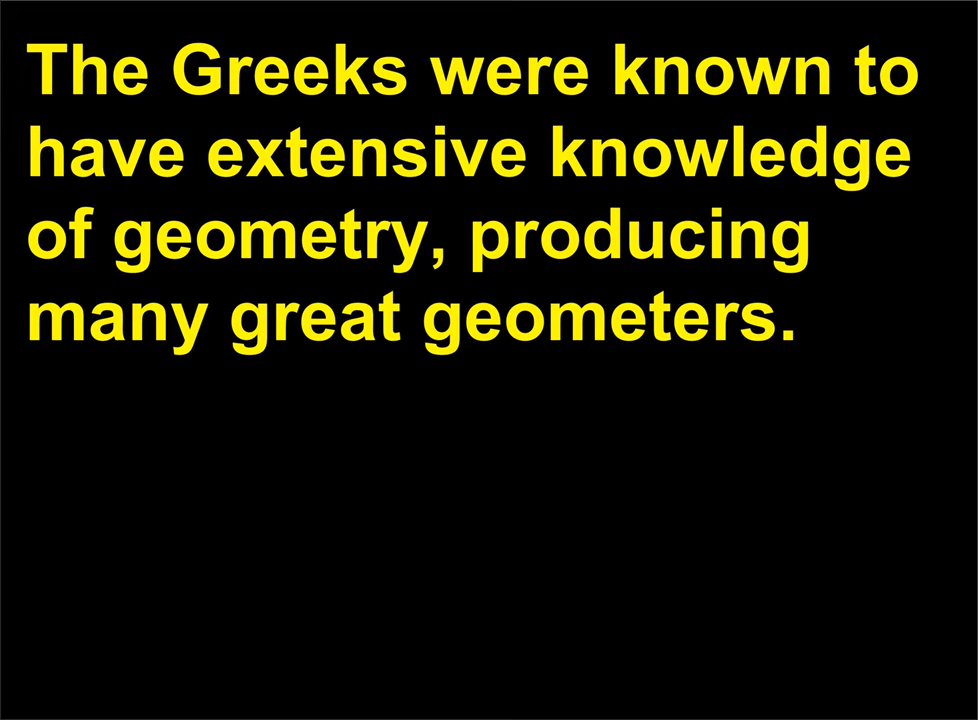 The Greeks were known to
have extensive knowledge
of geometry, producing
many great geometers.